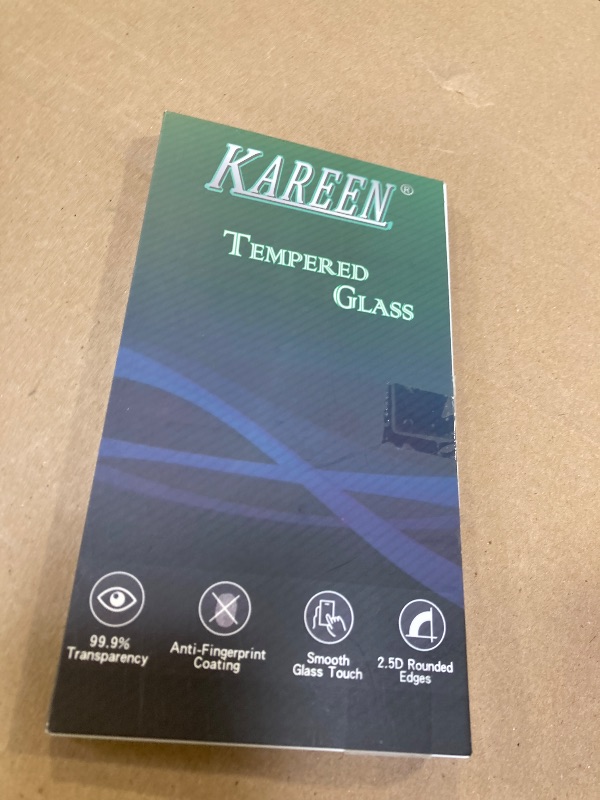 KAREEN®
TEMPERED
GLASS
99.9%
Transparency
Anti-Fingerprint
Coating
Smooth
Glass Touch
2.5D Rounded
Edges